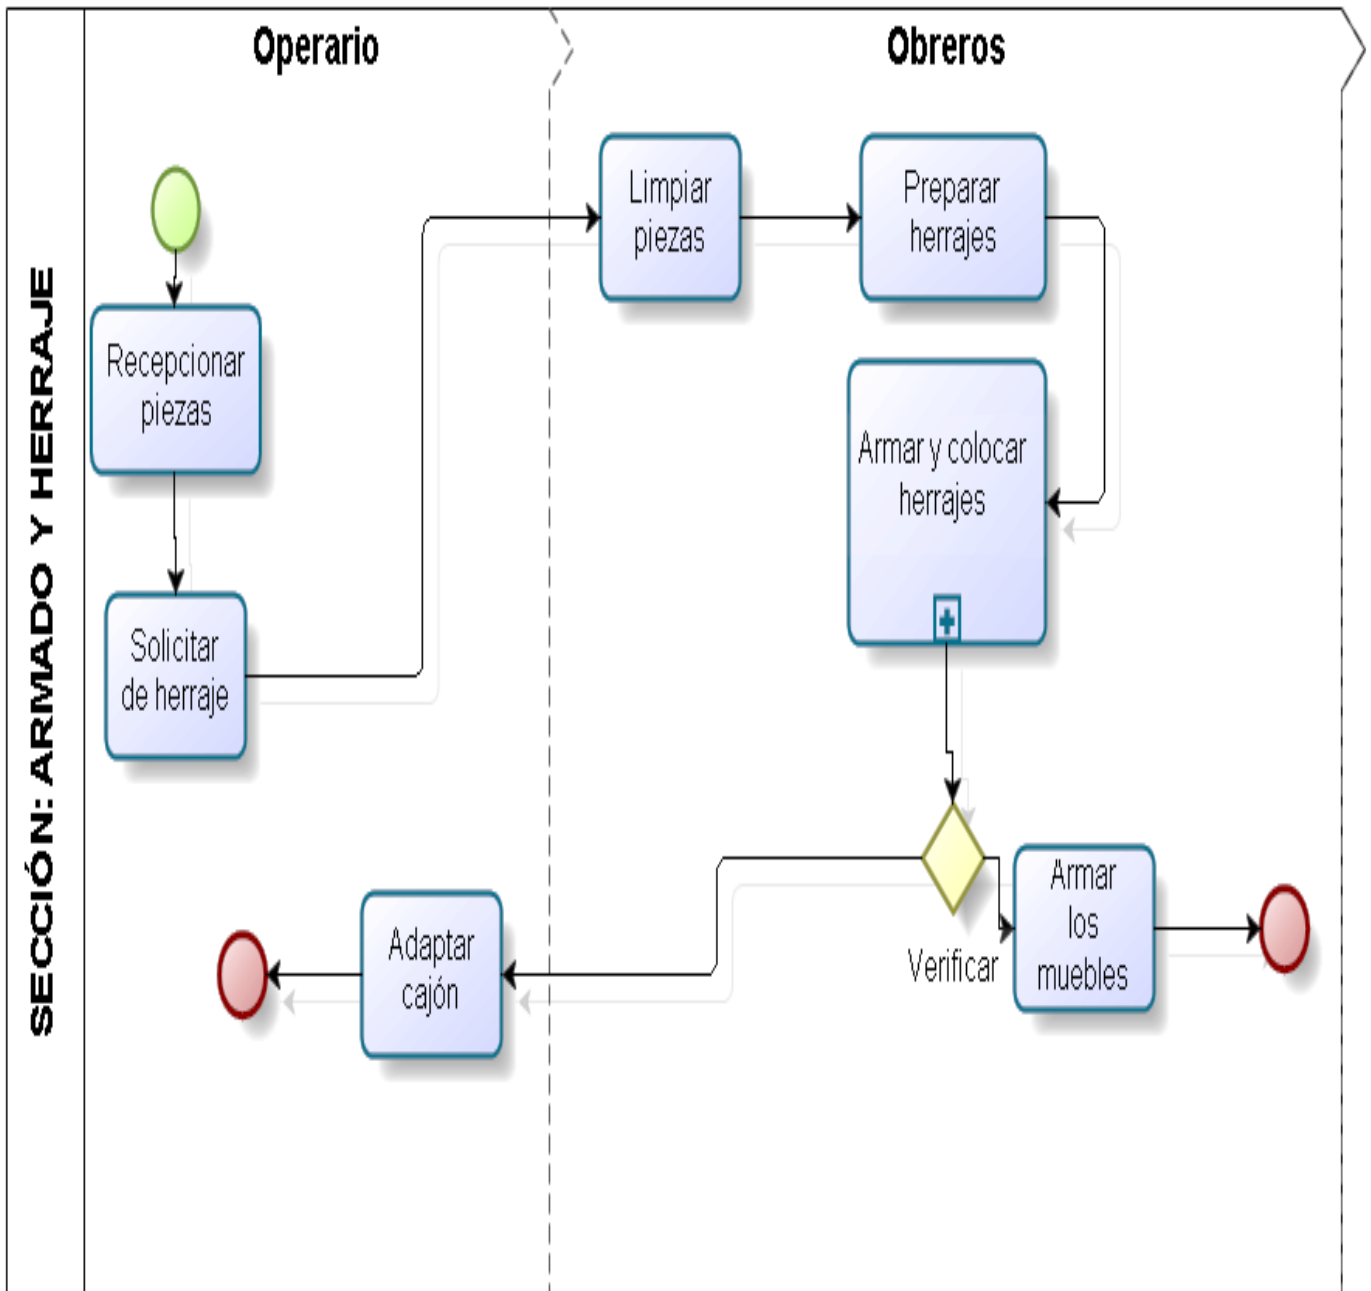 SECCIÓN: ARMADO Y HERRAJE
Operario
Obreros
Recepcionar
piezas
Solicitar
de herraje
Limpiar
piezas
Preparar
herrajes
Armar y colocar
herrajes
Verificar
Armar
los
muebles
Adaptar
cajón